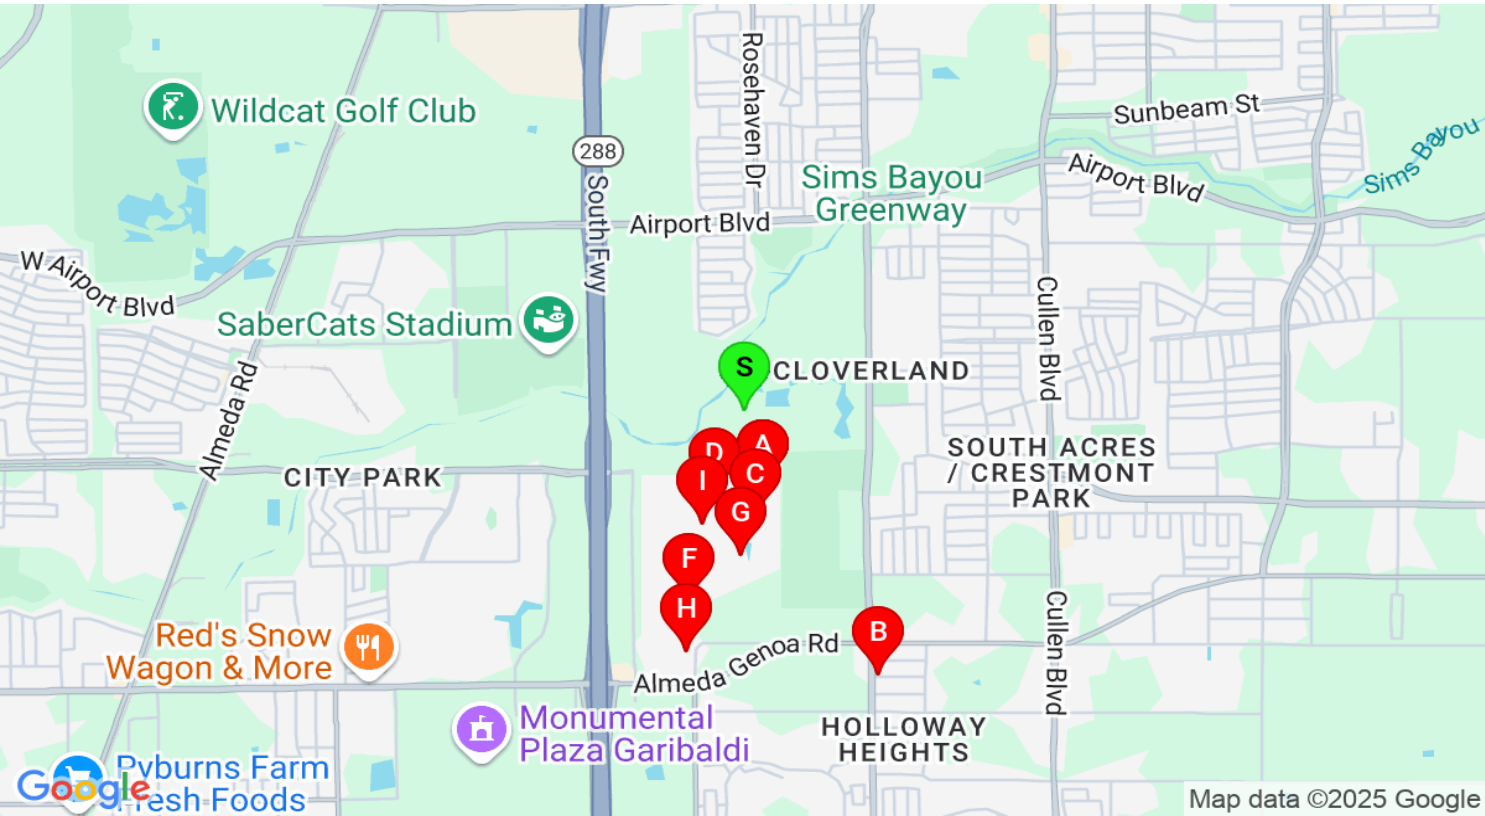 Rosehaven Dr
Wildcat Golf Club
Sunbeam St
Sims Bayou
288
Airport Blvd
Sims Bayou
Greenway
South Fwy
Airport Blvd
W Airport Blvd
SaberCats Stadium
Cullen Blvd
S
CLOVERLAND
Almeda Rd
D
A
I
C
G
CITY PARK
SOUTH ACRES
/ CRESTMONT
PARK
F
H
B
Red's Snow
Wagon & More
Almeda Genoa Rd
Cullen Blvd
Monumental
Plaza Garibaldi
HOLLOWAY
HEIGHTS
Pyburns Farm
Fresh Foods
Google
Map data ©2025 Google